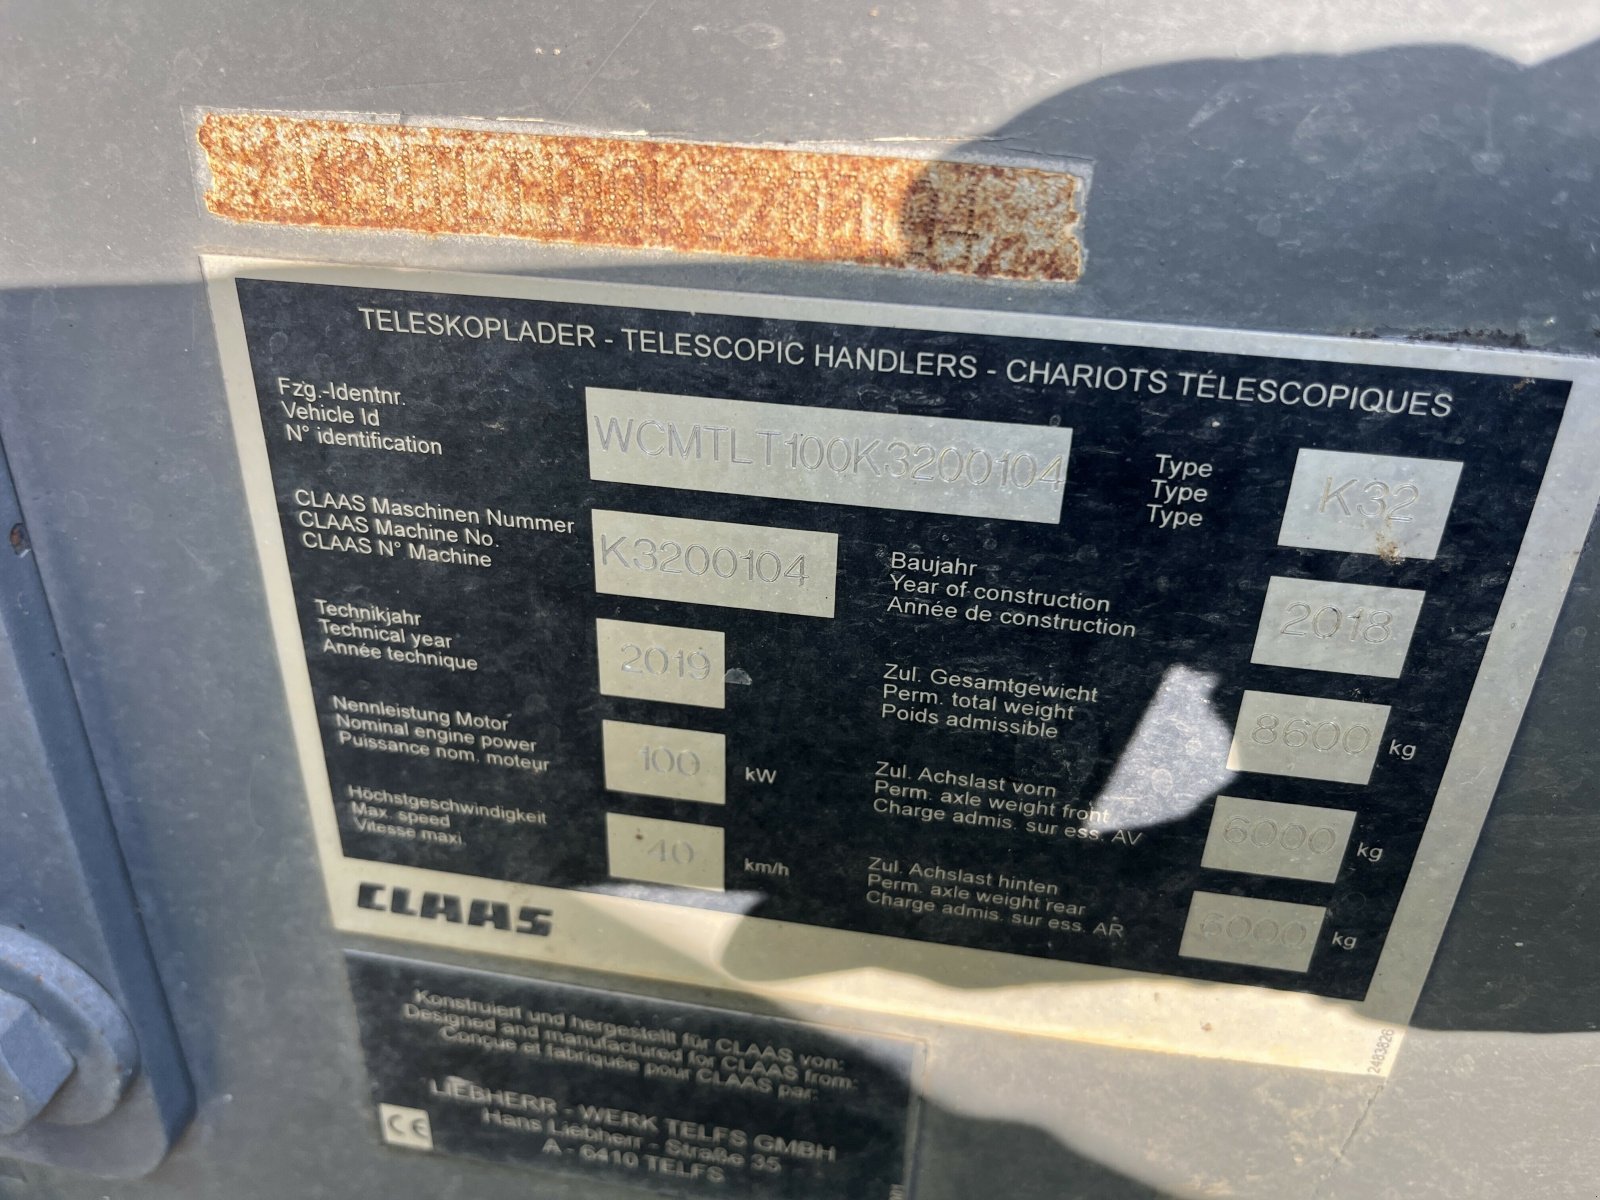 TELESKOPLADER - TELESCOPIC HANDLERS - CHARIOTS TÉLESCOPIQUES
Fzg.-Identnr.
Vehicle Id
N° identification
WCMTLT100K3200104
Type
Type
Type
K32
CLAAS Maschinen Nummer
CLAAS Machine No.
CLAAS N° Machine
K3200104
Baujahr
Year of construction
Année de construction
2018
Technikjahr
Technical year
Année technique
2019
Zul. Gesamtgewicht
Perm. total weight
Poids admissible
8600 kg
Nennleistung Motor
Nominal engine power
Puissance nom. moteur
100 kW
Zul. Achslast vorn
Perm. axle weight front
Charge admis. sur ess. AV
6000 kg
Höchstgeschwindigkeit
Max. speed
Vitesse maxi.
40 km/h
Zul. Achslast hinten
Perm. axle weight rear
Charge admis. sur ess. AR
6000 kg
CLAAS
2483826
Konstruiert und hergestellt für CLAAS von:
Designed and manufactured for CLAAS from:
Conçue et fabriquée pour CLAAS par:
LIEBHERR - WERK TELFS GMBH
Hans Liebherr - Straße 35
A - 6410 TELFS
CE